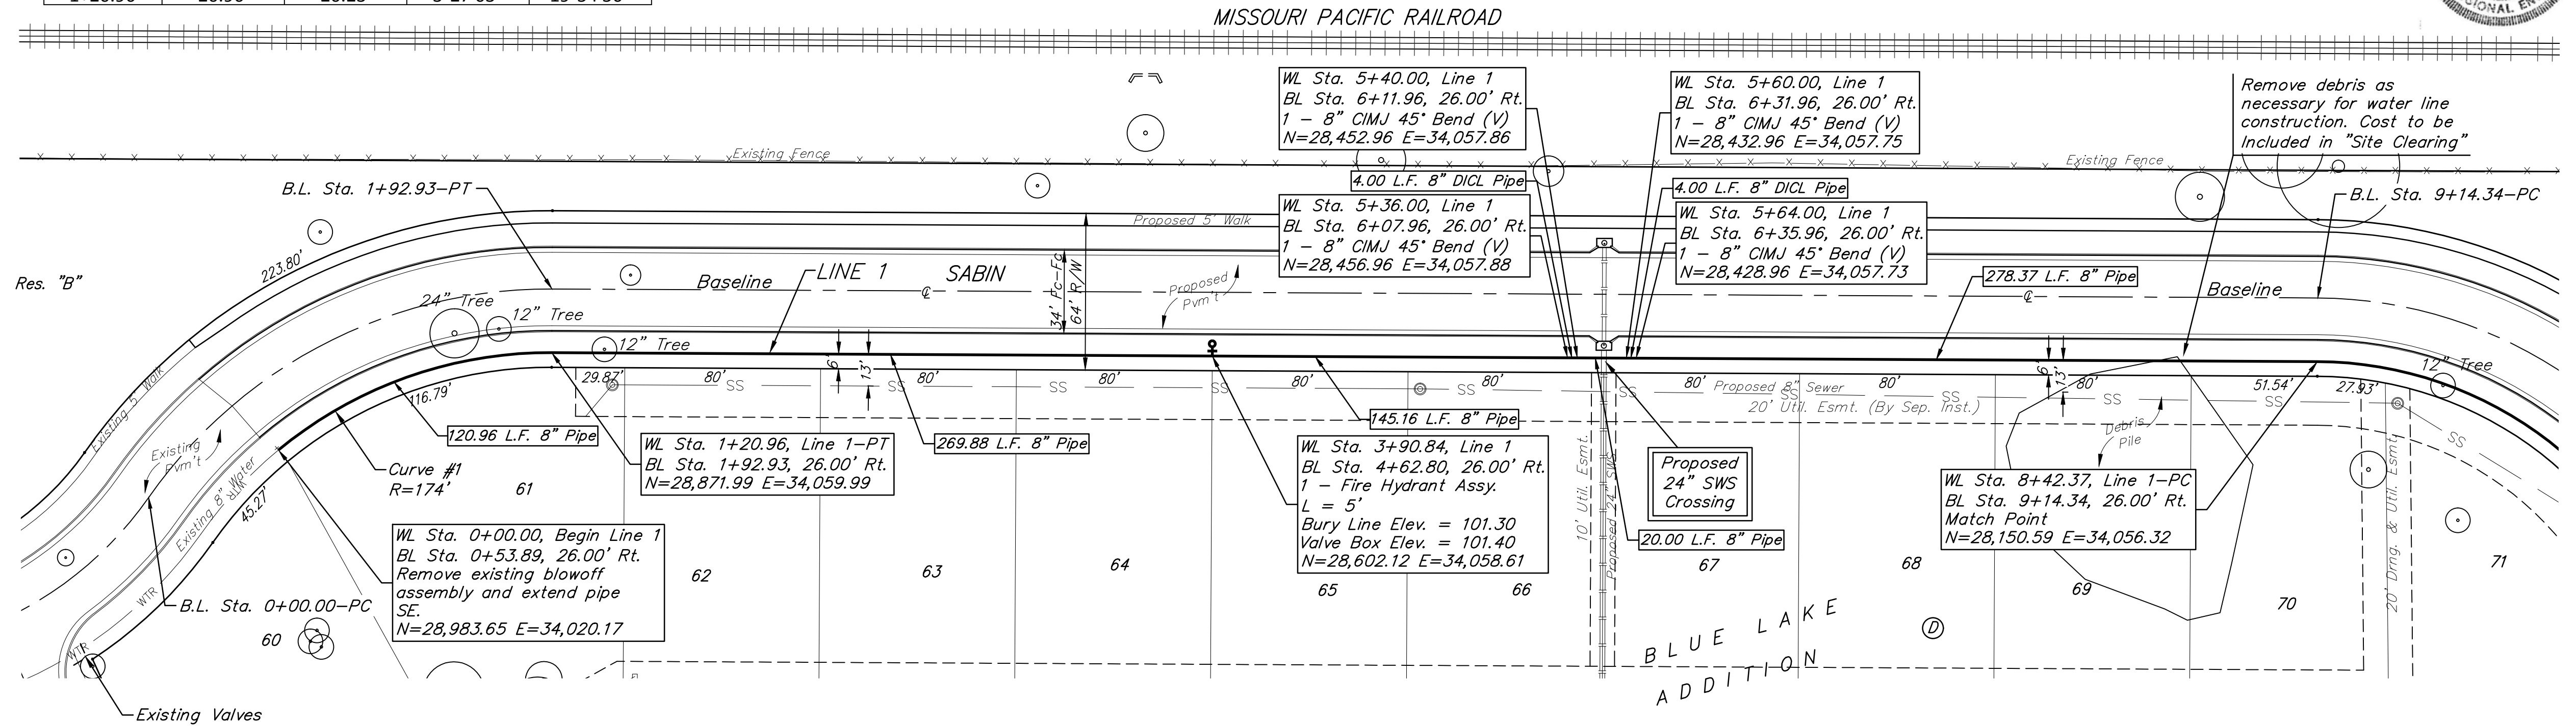 MISSOURI PACIFIC RAILROAD
SIONAL EN
WL Sta. 5+40.00, Line 1
BL Sta. 6+11.96, 26.00' Rt.
1 - 8" CIMJ 45° Bend (V)
N=28,452.96 E=34,057.86
WL Sta. 5+60.00, Line 1
BL Sta. 6+31.96, 26.00' Rt.
1 - 8" CIMJ 45° Bend (V)
N=28,432.96 E=34,057.75
Remove debris as
necessary for water line
construction. Cost to be
Included in "Site Clearing"
Existing Fence
Existing Fence
B.L. Sta. 1+92.93-PT
4.00 L.F. 8" DICL Pipe
4.00 L.F. 8" DICL Pipe
B.L. Sta. 9+14.34-PC
WL Sta. 5+36.00, Line 1
BL Sta. 6+07.96, 26.00' Rt.
1 - 8" CIMJ 45° Bend (V)
N=28,456.96 E=34,057.88
WL Sta. 5+64.00, Line 1
BL Sta. 6+35.96, 26.00' Rt.
1 - 8" CIMJ 45° Bend (V)
N=28,428.96 E=34,057.73
Proposed 5' Walk
223.80'
Res. "B"
Baseline
LINE 1
SABIN
34' Fc-Fc
64' R/W
Proposed
Pvm't
278.37 L.F. 8" Pipe
Baseline
24" Tree
12" Tree
12" Tree
12" Tree
6'
13'
6'
13'
29.87'
80'
80'
80'
80'
80'
80'
80'
80'
51.54'
27.93'
SS
SS
SS
SS
SS
SS
SS
SS
SS
SS
SS
Proposed 8" Sewer
20' Util. Esmt. (By Sep. Inst.)
Existing 5' Walk
116.79'
120.96 L.F. 8" Pipe
Existing
Pvm't
Curve #1
R=174'
WL Sta. 1+20.96, Line 1-PT
BL Sta. 1+92.93, 26.00' Rt.
N=28,871.99 E=34,059.99
269.88 L.F. 8" Pipe
145.16 L.F. 8" Pipe
WL Sta. 3+90.84, Line 1
BL Sta. 4+62.80, 26.00' Rt.
1 - Fire Hydrant Assy.
L = 5'
Bury Line Elev. = 101.30
Valve Box Elev. = 101.40
N=28,602.12 E=34,058.61
10' Util. Esmt.
Proposed 24" SWS
Proposed
24" SWS
Crossing
20.00 L.F. 8" Pipe
Debris
Pile
WL Sta. 8+42.37, Line 1-PC
BL Sta. 9+14.34, 26.00' Rt.
Match Point
N=28,150.59 E=34,056.32
20' Drng. & Util. Esmt.
Existing 8" Water
WTR
WTR
WTR
45.27'
WL Sta. 0+00.00, Begin Line 1
BL Sta. 0+53.89, 26.00' Rt.
Remove existing blowoff
assembly and extend pipe
SE.
N=28,983.65 E=34,020.17
B.L. Sta. 0+00.00-PC
Existing Valves
60
61
62
63
64
65
66
67
68
69
70
71
D
BLUE LAKE
ADDITION